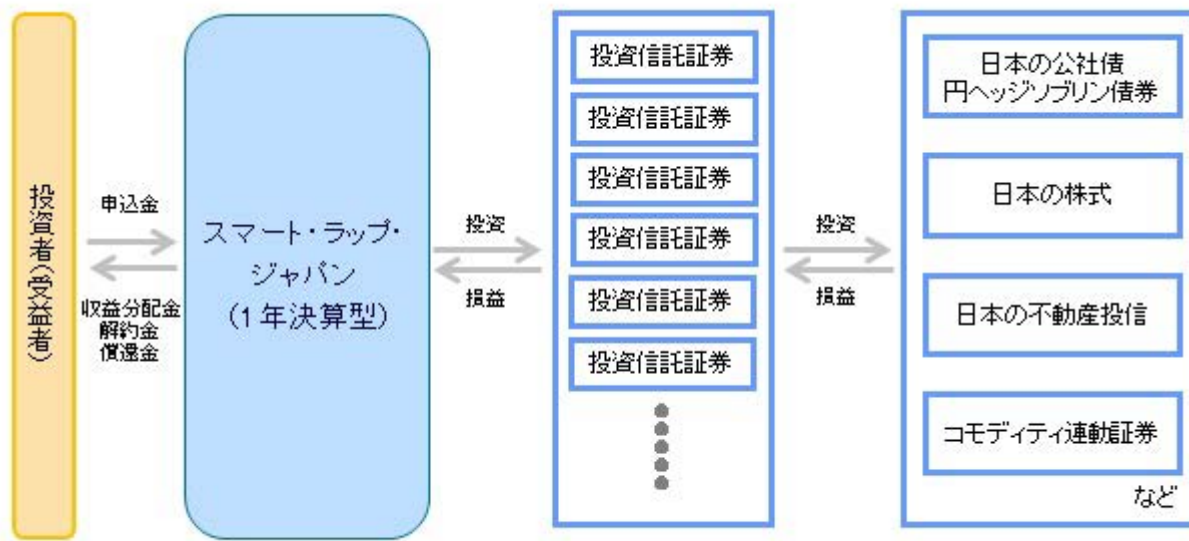 投資者(受益者)
申込金
収益分配金
解約金
償還金
スマート・ラップ・
ジャパン
(1年決算型)
投資
損益
投資信託証券
投資信託証券
投資信託証券
投資信託証券
投資信託証券
投資信託証券
投資
損益
日本の公社債
円ヘッジソブリン債券
日本の株式
日本の不動産投信
コモディティ連動証券
など